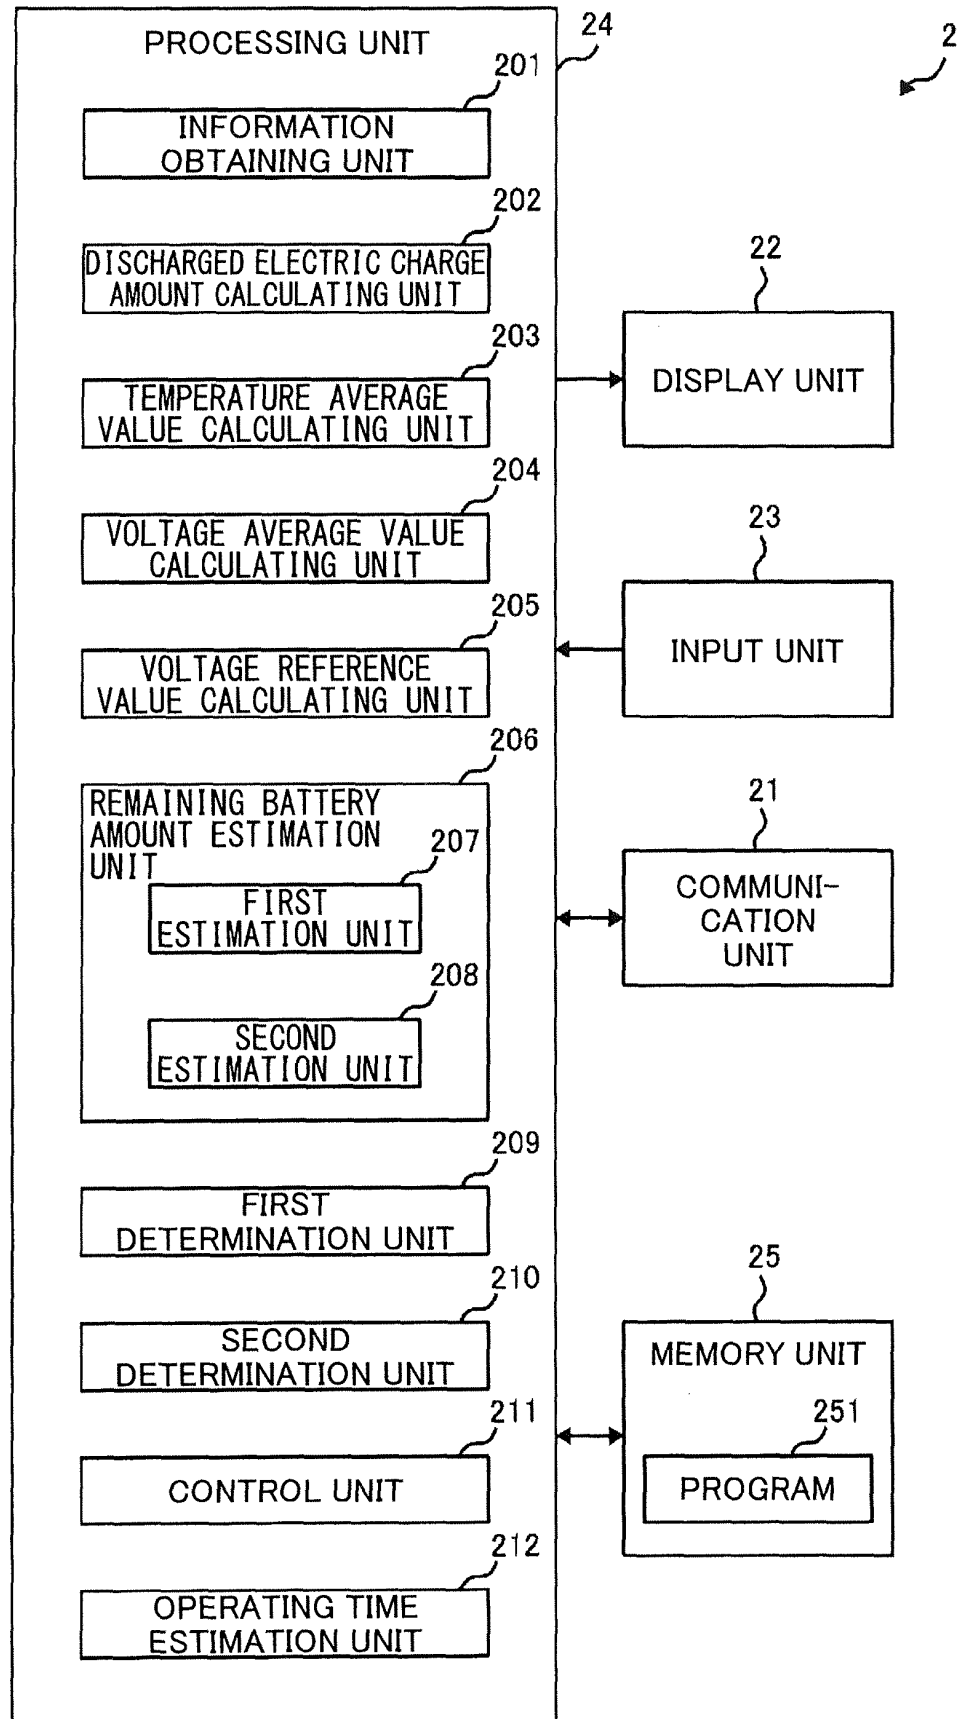 PROCESSING UNIT
24
2
201
INFORMATION
OBTAINING UNIT
202
DISCHARGED ELECTRIC CHARGE
AMOUNT CALCULATING UNIT
203
TEMPERATURE AVERAGE
VALUE CALCULATING UNIT
204
VOLTAGE AVERAGE VALUE
CALCULATING UNIT
205
VOLTAGE REFERENCE
VALUE CALCULATING UNIT
206
REMAINING BATTERY
AMOUNT ESTIMATION
UNIT
207
FIRST
ESTIMATION UNIT
208
SECOND
ESTIMATION UNIT
209
FIRST
DETERMINATION UNIT
210
SECOND
DETERMINATION UNIT
211
CONTROL UNIT
212
OPERATING TIME
ESTIMATION UNIT
22
DISPLAY UNIT
23
INPUT UNIT
21
COMMUNI-
CATION
UNIT
25
MEMORY UNIT
251
PROGRAM